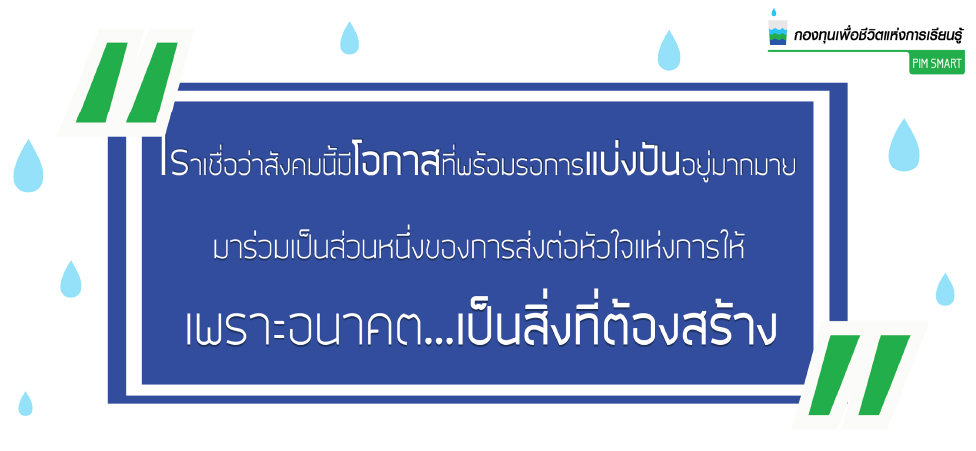 กองทุนเพื่อชีวิตแห่งการเรียนรู้
PIM SMART
เราเชื่อว่าสังคมนี้มีโอกาสที่พร้อมรอการแบ่งปันอยู่มากมาย
มาร่วมเป็นส่วนหนึ่งของการส่งต่อหัวใจแห่งการให้
เพราะอนาคต...เป็นสิ่งที่ต้องสร้าง